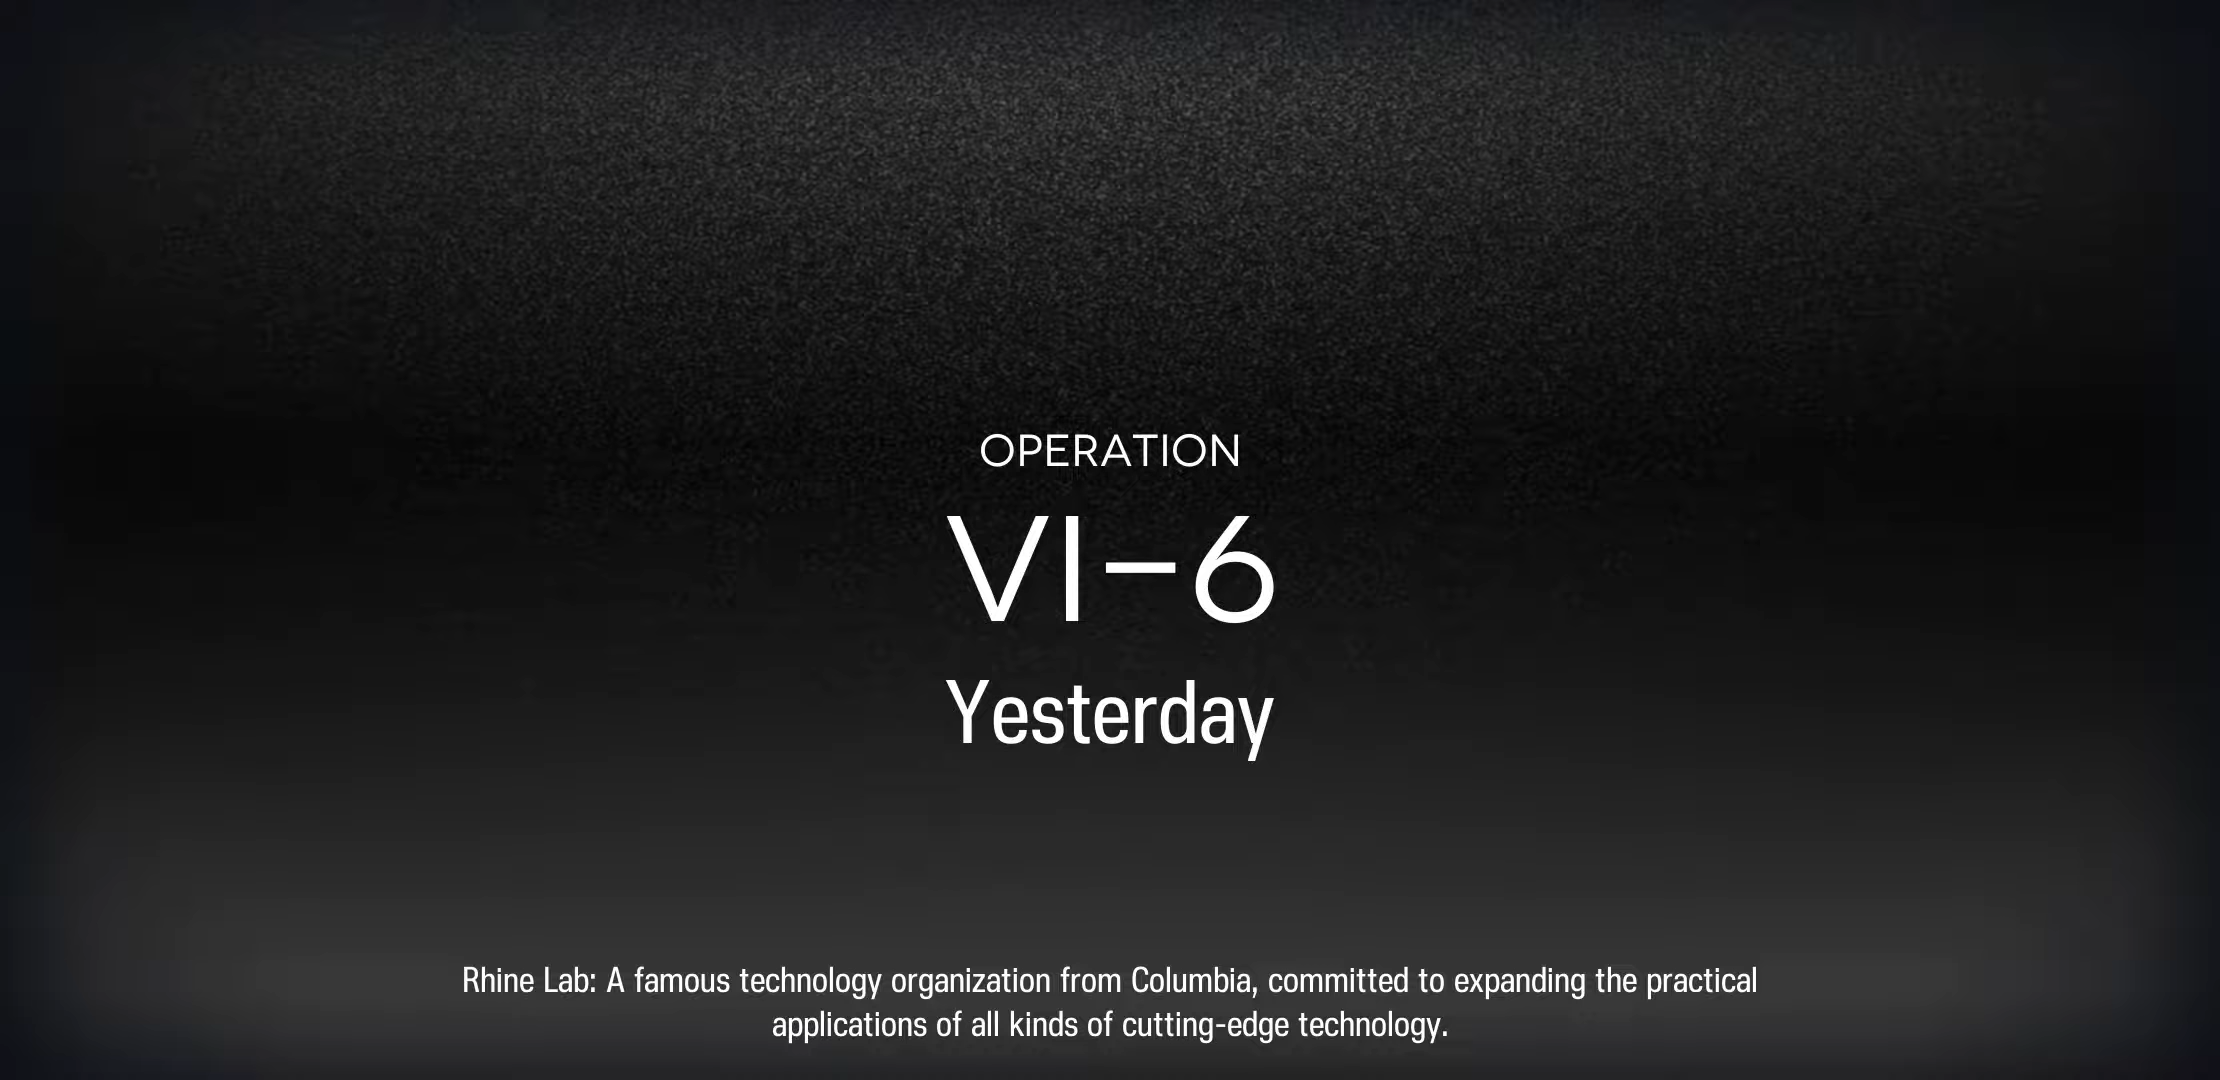 OPERATION
VI-6
Yesterday
Rhine Lab: A famous technology organization from Columbia, committed to expanding the practical
applications of all kinds of cutting-edge technology.